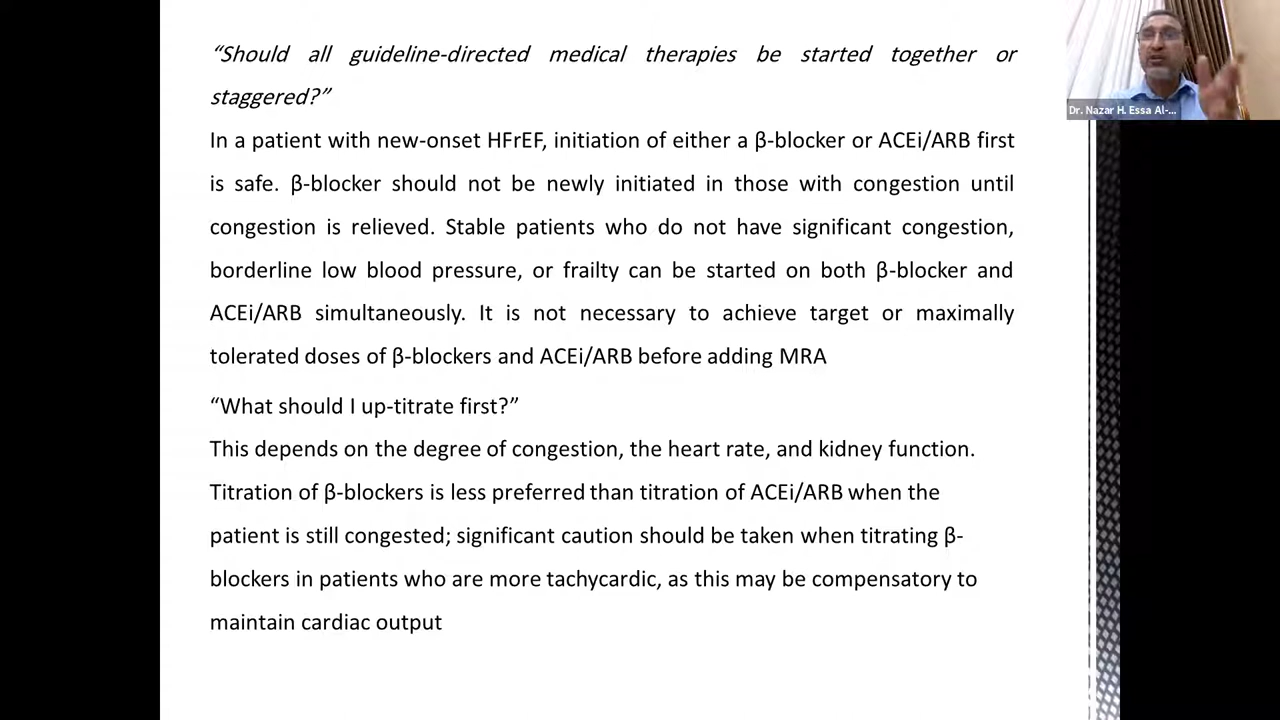 “Should all guideline-directed medical therapies be started together or
staggered?”
In a patient with new-onset HFrEF, initiation of either a β-blocker or ACEi/ARB first
is safe. β-blocker should not be newly initiated in those with congestion until
congestion is relieved. Stable patients who do not have significant congestion,
borderline low blood pressure, or frailty can be started on both β-blocker and
ACEi/ARB simultaneously. It is not necessary to achieve target or maximally
tolerated doses of β-blockers and ACEi/ARB before adding MRA
“What should I up-titrate first?”
This depends on the degree of congestion, the heart rate, and kidney function.
Titration of β-blockers is less preferred than titration of ACEi/ARB when the
patient is still congested; significant caution should be taken when titrating β-
blockers in patients who are more tachycardic, as this may be compensatory to
maintain cardiac output
Dr. Nazar H. Essa Al-...